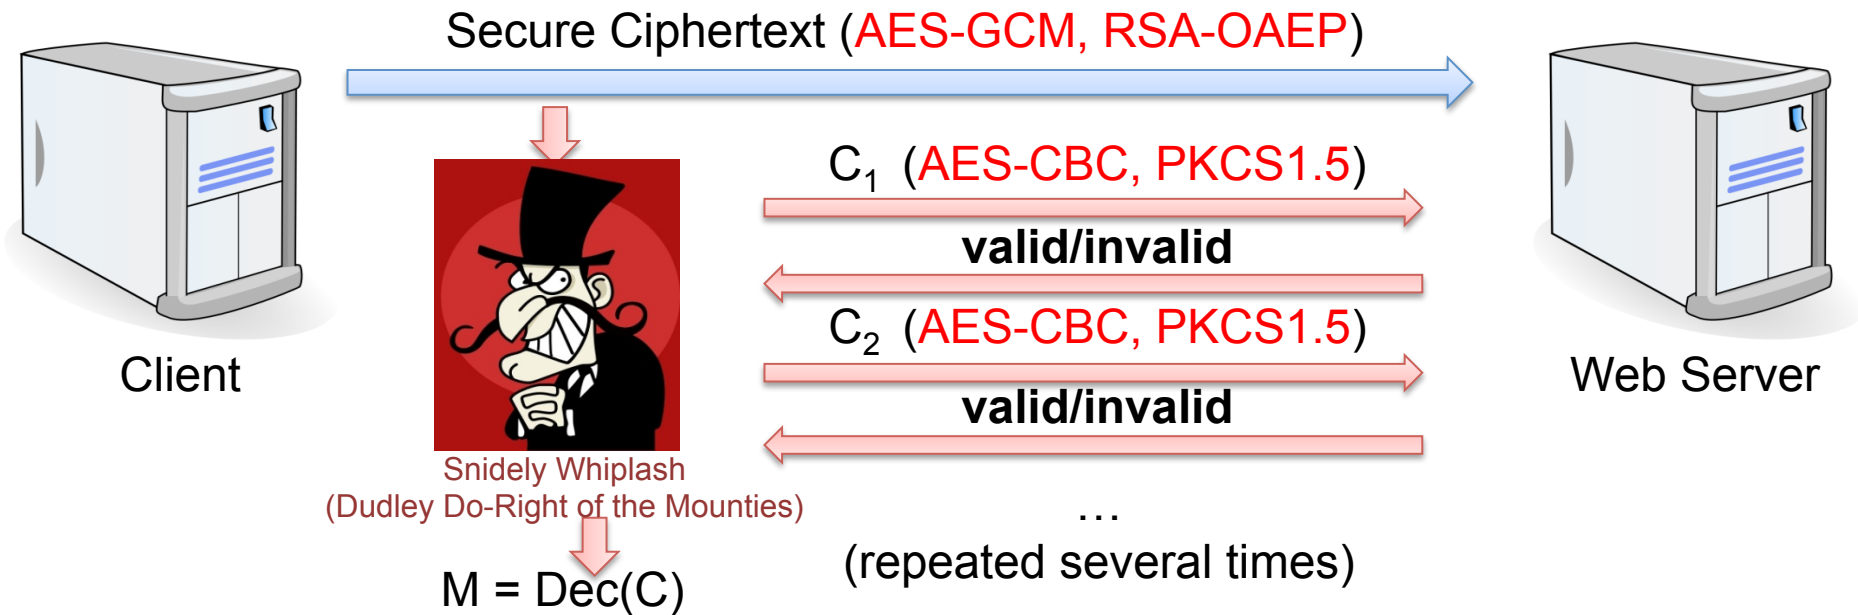 Secure Ciphertext (AES-GCM, RSA-OAEP)
C₁ (AES-CBC, PKCS1.5)
valid/invalid
C₂ (AES-CBC, PKCS1.5)
Client
Web Server
valid/invalid
Snidely Whiplash
(Dudley Do-Right of the Mounties)
…
(repeated several times)
M = Dec(C)